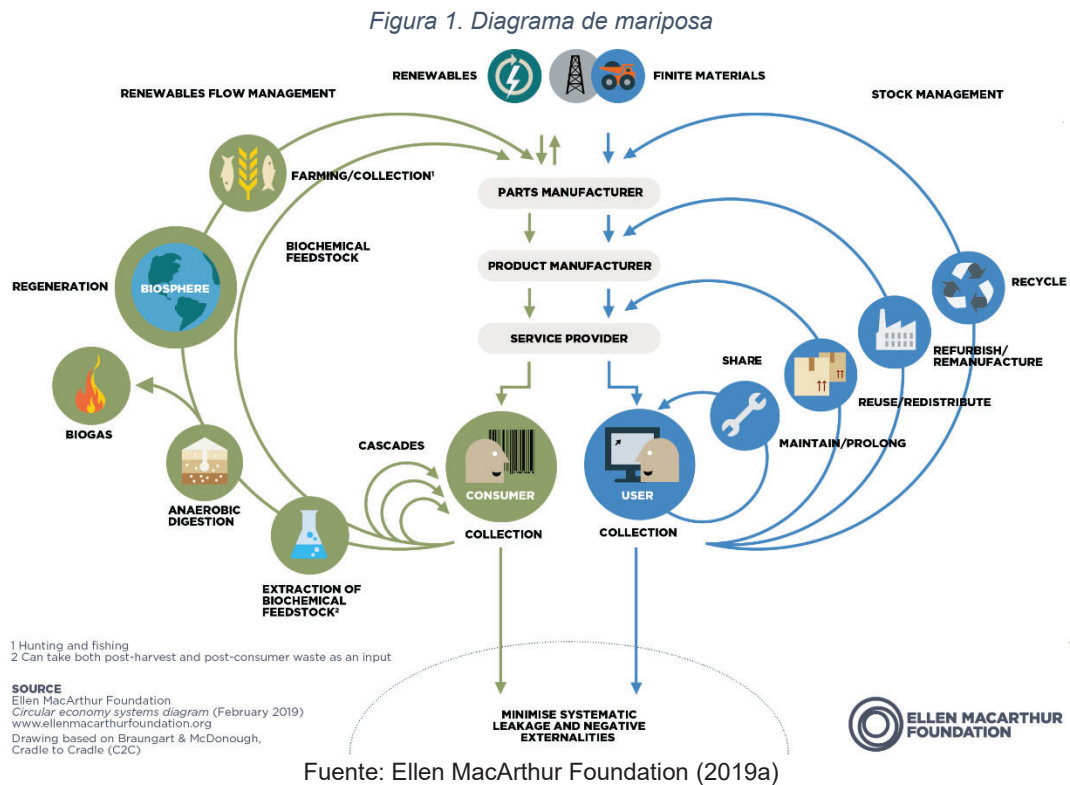 Figura 1. Diagrama de mariposa
RENEWABLES
FINITE MATERIALS
RENEWABLES FLOW MANAGEMENT
STOCK MANAGEMENT
FARMING/COLLECTION¹
PARTS MANUFACTURER
BIOCHEMICAL
FEEDSTOCK
REGENERATION
BIOSPHERE
PRODUCT MANUFACTURER
RECYCLE
SERVICE PROVIDER
SHARE
REFURBISH/
REMANUFACTURE
REUSE/REDISTRIBUTE
BIOGAS
CASCADES
MAINTAIN/PROLONG
CONSUMER
USER
ANAEROBIC
DIGESTION
COLLECTION
COLLECTION
EXTRACTION OF
BIOCHEMICAL
FEEDSTOCK²
1 Hunting and fishing
2 Can take both post-harvest and post-consumer waste as an input
SOURCE
Ellen MacArthur Foundation
Circular economy systems diagram (February 2019)
www.ellenmacarthurfoundation.org
Drawing based on Braungart & McDonough,
Cradle to Cradle (C2C)
MINIMISE SYSTEMATIC
LEAKAGE AND NEGATIVE
EXTERNALITIES
ELLEN MACARTHUR
FOUNDATION
Fuente: Ellen MacArthur Foundation (2019a)